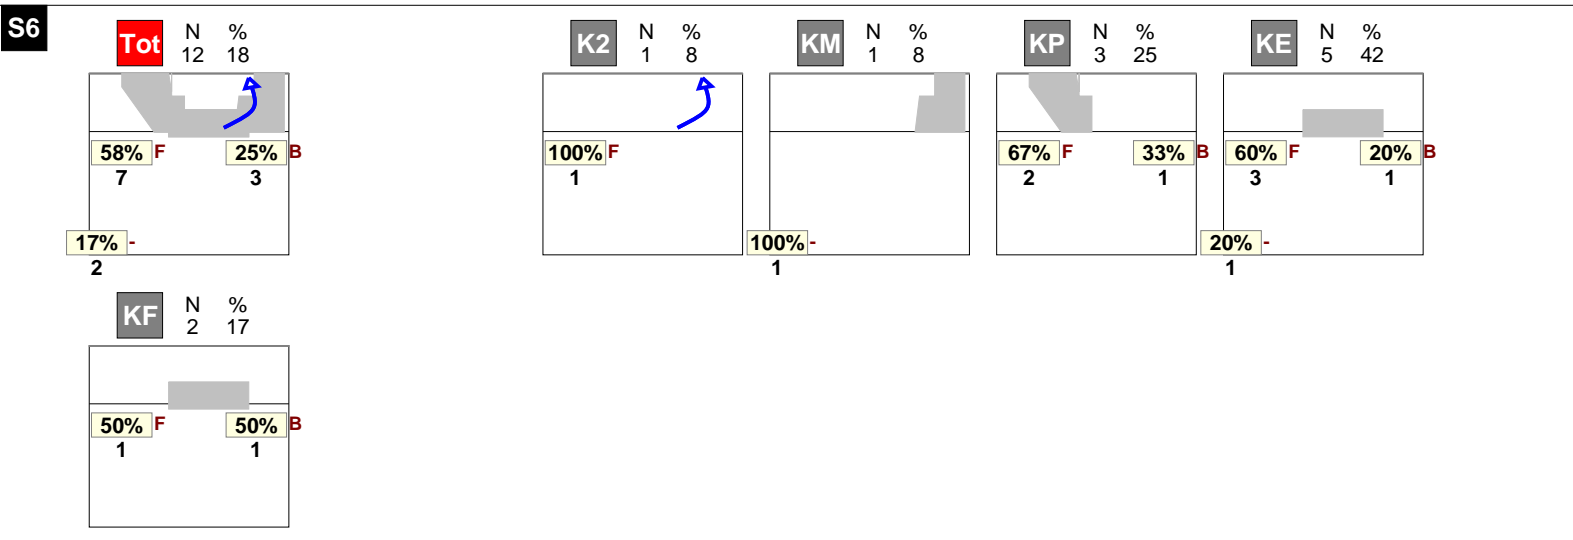 S6
Tot N % 12 18
58% F 25% B
7 3
17% -
2
K2 N % 1 8
100% F
1
KM N % 1 8
100% -
1
KP N % 3 25
67% F 33% B
2 1
KE N % 5 42
60% F 20% B
3 1
20% -
1
KF N % 2 17
50% F 50% B
1 1